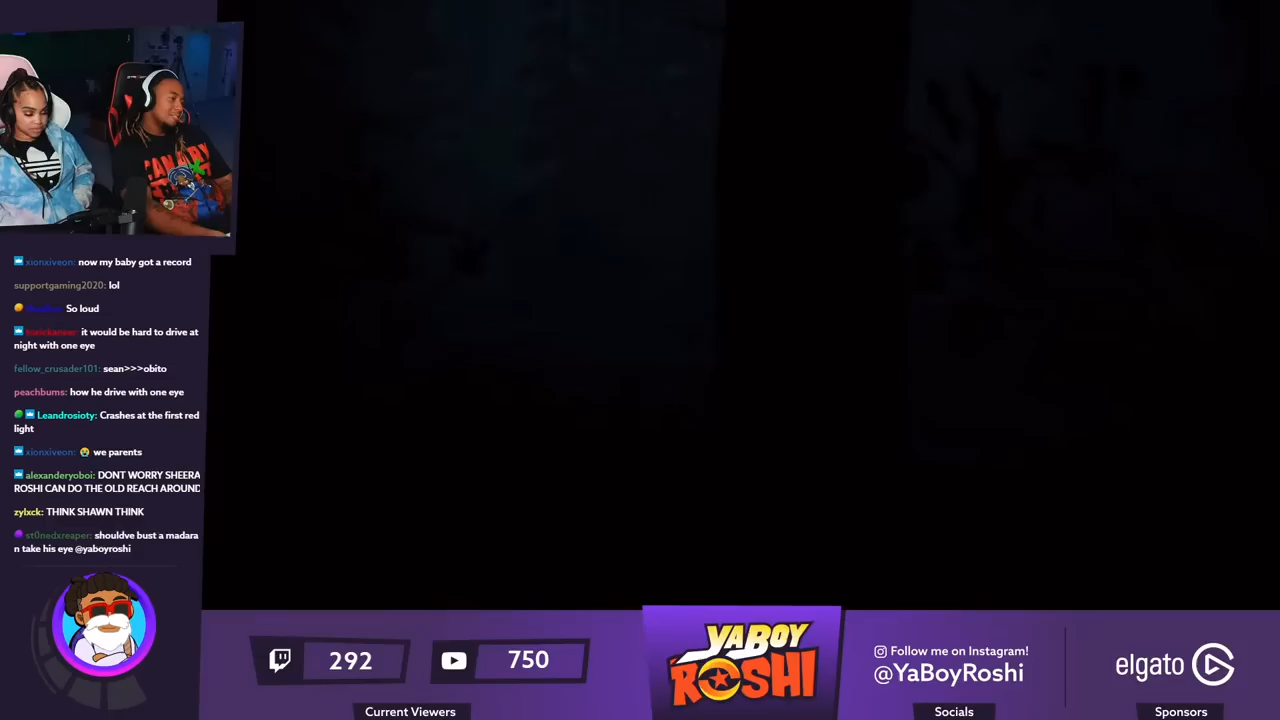 xionxiveon: now my baby got a record
supportgaming2020: lol
So loud
it would be hard to drive at
night with one eye
fellow_crusader101: sean>>>obito
peachbums: how he drive with one eye
Leandrosioty: Crashes at the first red
light
xionxiveon: 😭 we parents
alexanderyoboi: DONT WORRY SHEERA
ROSHI CAN DO THE OLD REACH AROUND
zylxck: THINK SHAWN THINK
st0nedxreaper: shouldve bust a madara
n take his eye @yaboyroshi
292
750
Current Viewers
YABOY
ROSHI
Follow me on Instagram!
@YaBoyRoshi
Socials
elgato
Sponsors